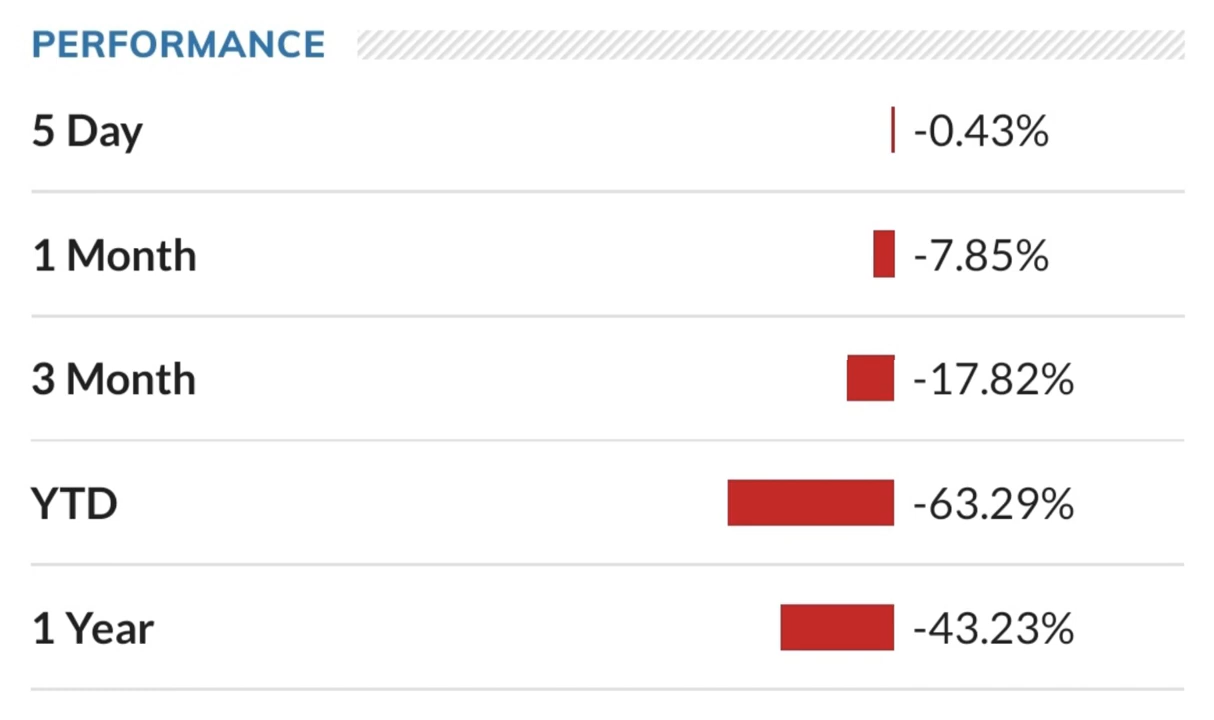 PERFORMANCE
5 Day -0.43%
1 Month -7.85%
3 Month -17.82%
YTD -63.29%
1 Year -43.23%